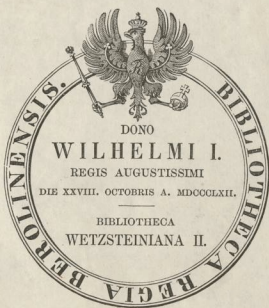 BIBLIOTHECA REGIA BEROLINENSIS.
DONO
WILHELMI I.
REGIS AUGUSTISSIMI
DIE XXVIII. OCTOBRIS A. MDCCCLXII.
BIBLIOTHECA
WETZSTEINIANA II.